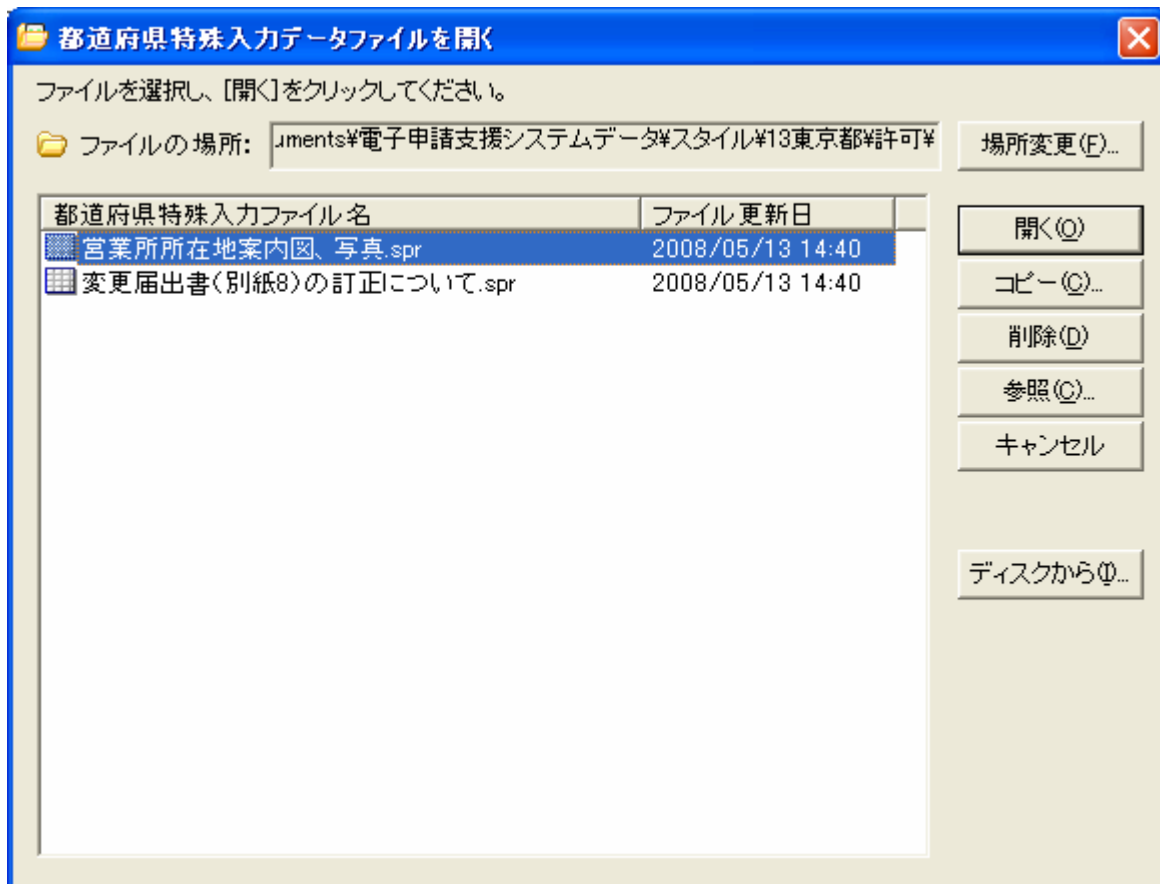 都道府県特殊入力データファイルを開く
ファイルを選択し、[開く]をクリックしてください。
ファイルの場所: uments¥電子申請支援システムデータ¥スタイル¥13東京都¥許可¥ 場所変更(F)...
都道府県特殊入力ファイル名 ファイル更新日
営業所所在地案内図、写真.spr 2008/05/13 14:40
変更届出書(別紙8)の訂正について.spr 2008/05/13 14:40
開く(O)
コピー(C)...
削除(D)
参照(C)...
キャンセル
ディスクから(I)...